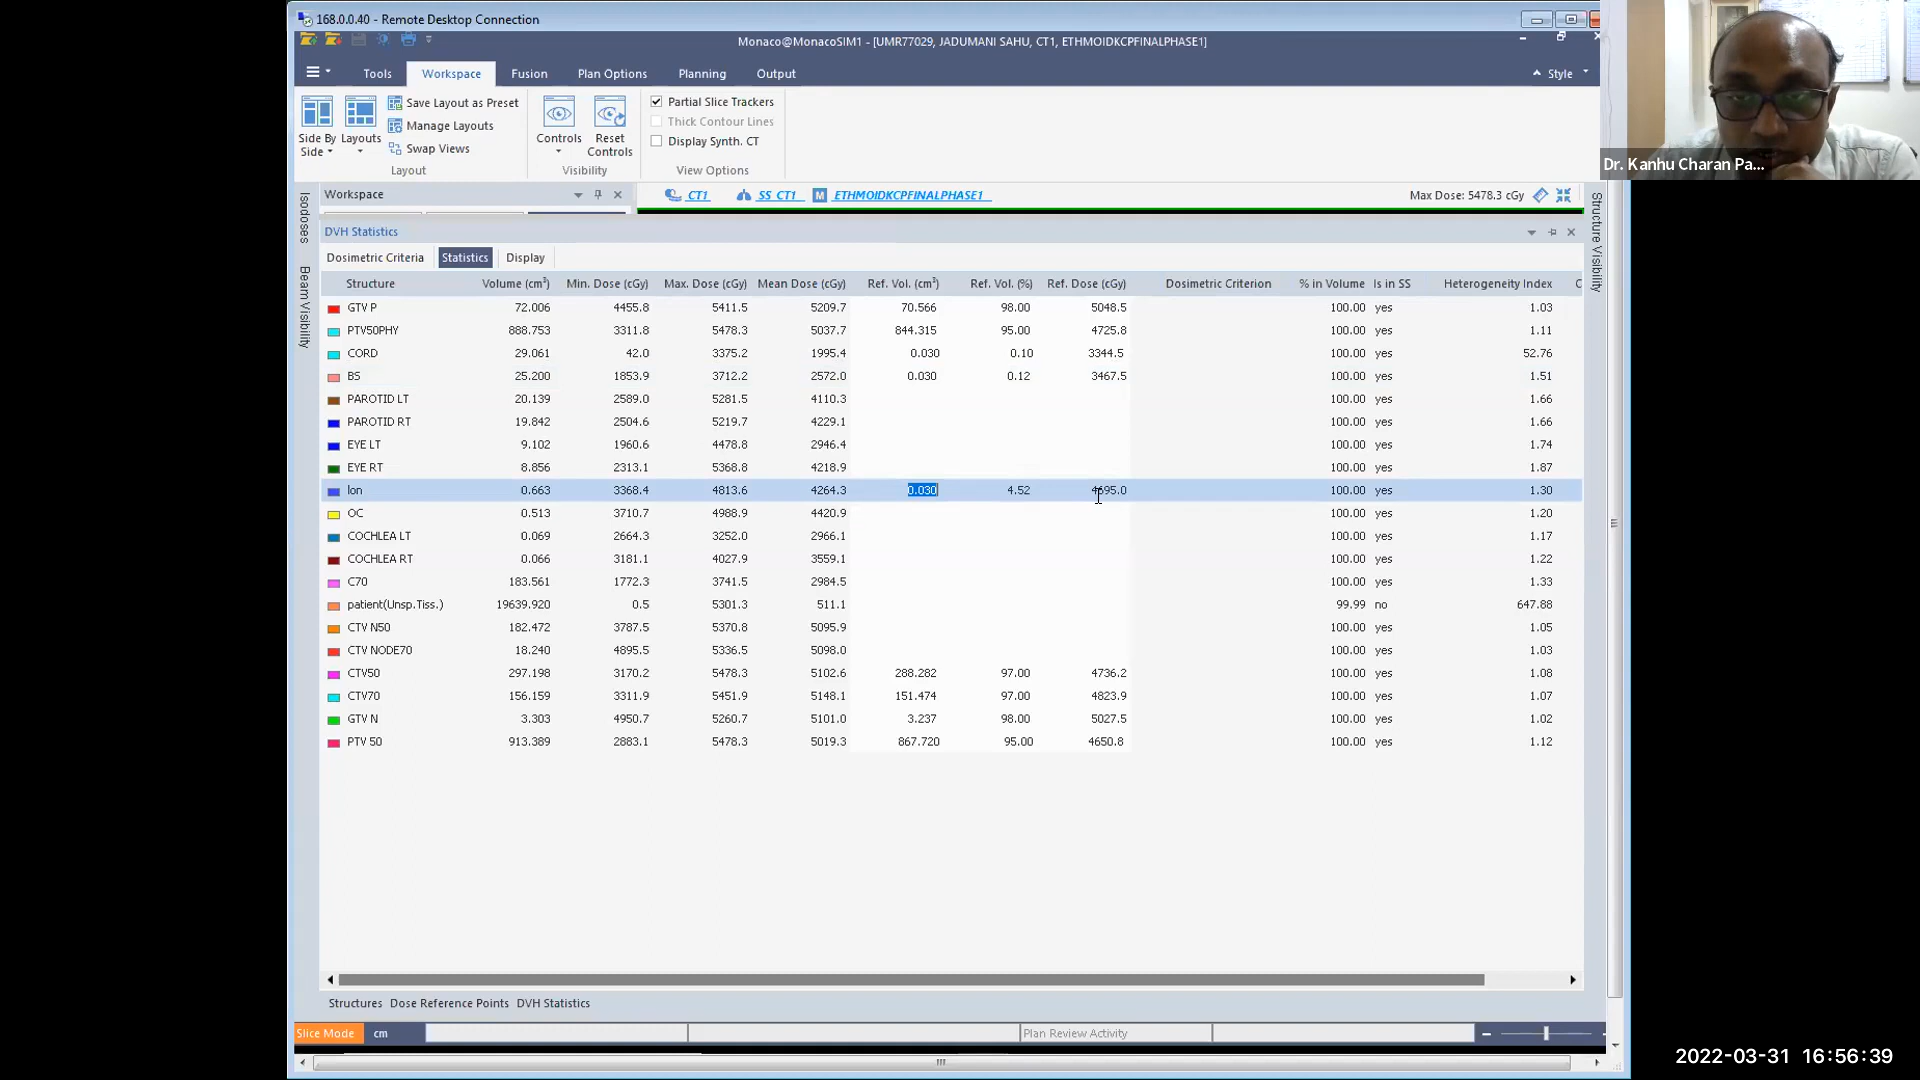 168.0.0.40 - Remote Desktop Connection
Monaco@MonacoSIM1 - [UMR77029, JADUMANI SAHU, CT1, ETHMOIDKCPFINALPHASE1]
Tools Workspace Fusion Plan Options Planning Output Style
Side By Side
Layouts
Save Layout as Preset
Manage Layouts
Swap Views
Layout
Controls
Reset Controls
Visibility
Partial Slice Trackers
Thick Contour Lines
Display Synth. CT
View Options
Dr. Kanhu Charan Pa...
Isodoses
Beam Visibility
Structure Visibility
Workspace
CT1 SS_CT1 M ETHMOIDKCPFINALPHASE1 Max Dose: 5478.3 cGy
DVH Statistics
Dosimetric Criteria Statistics Display
Structure Volume (cm³) Min. Dose (cGy) Max. Dose (cGy) Mean Dose (cGy) Ref. Vol. (cm³) Ref. Vol. (%) Ref. Dose (cGy) Dosimetric Criterion % in Volume Is in SS Heterogeneity Index C
GTV P 72.006 4455.8 5411.5 5209.7 70.566 98.00 5048.5 100.00 yes 1.03
PTV50PHY 888.753 3311.8 5478.3 5037.7 844.315 95.00 4725.8 100.00 yes 1.11
CORD 29.061 42.0 3375.2 1995.4 0.030 0.10 3344.5 100.00 yes 52.76
BS 25.200 1853.9 3712.2 2572.0 0.030 0.12 3467.5 100.00 yes 1.51
PAROTID LT 20.139 2589.0 5281.5 4110.3 100.00 yes 1.66
PAROTID RT 19.842 2504.6 5219.7 4229.1 100.00 yes 1.66
EYE LT 9.102 1960.6 4478.8 2946.4 100.00 yes 1.74
EYE RT 8.856 2313.1 5368.8 4218.9 100.00 yes 1.87
lon 0.663 3368.4 4813.6 4264.3 0.030 4.52 100.00 yes 1.30
OC 0.513 3710.7 4988.9 4420.9 100.00 yes 1.20
COCHLEA LT 0.069 2664.3 3252.0 2966.1 100.00 yes 1.17
COCHLEA RT 0.066 3181.1 4027.9 3559.1 100.00 yes 1.22
C70 183.561 1772.3 3741.5 2984.5 100.00 yes 1.33
patient(Unsp.Tiss.) 19639.920 0.5 5301.3 511.1 99.99 no 647.88
CTV N50 182.472 3787.5 5370.8 5095.9 100.00 yes 1.05
CTV NODE70 18.240 4895.5 5336.5 5098.0 100.00 yes 1.03
CTV50 297.198 3170.2 5478.3 5102.6 288.282 97.00 4736.2 100.00 yes 1.08
CTV70 156.159 3311.9 5451.9 5148.1 151.474 97.00 4823.9 100.00 yes 1.07
GTV N 3.303 4950.7 5260.7 5101.0 3.237 98.00 5027.5 100.00 yes 1.02
PTV 50 913.389 2883.1 5478.3 5019.3 867.720 95.00 4650.8 100.00 yes 1.12
Structures Dose Reference Points DVH Statistics
Slice Mode cm Plan Review Activity
2022-03-31 16:56:39